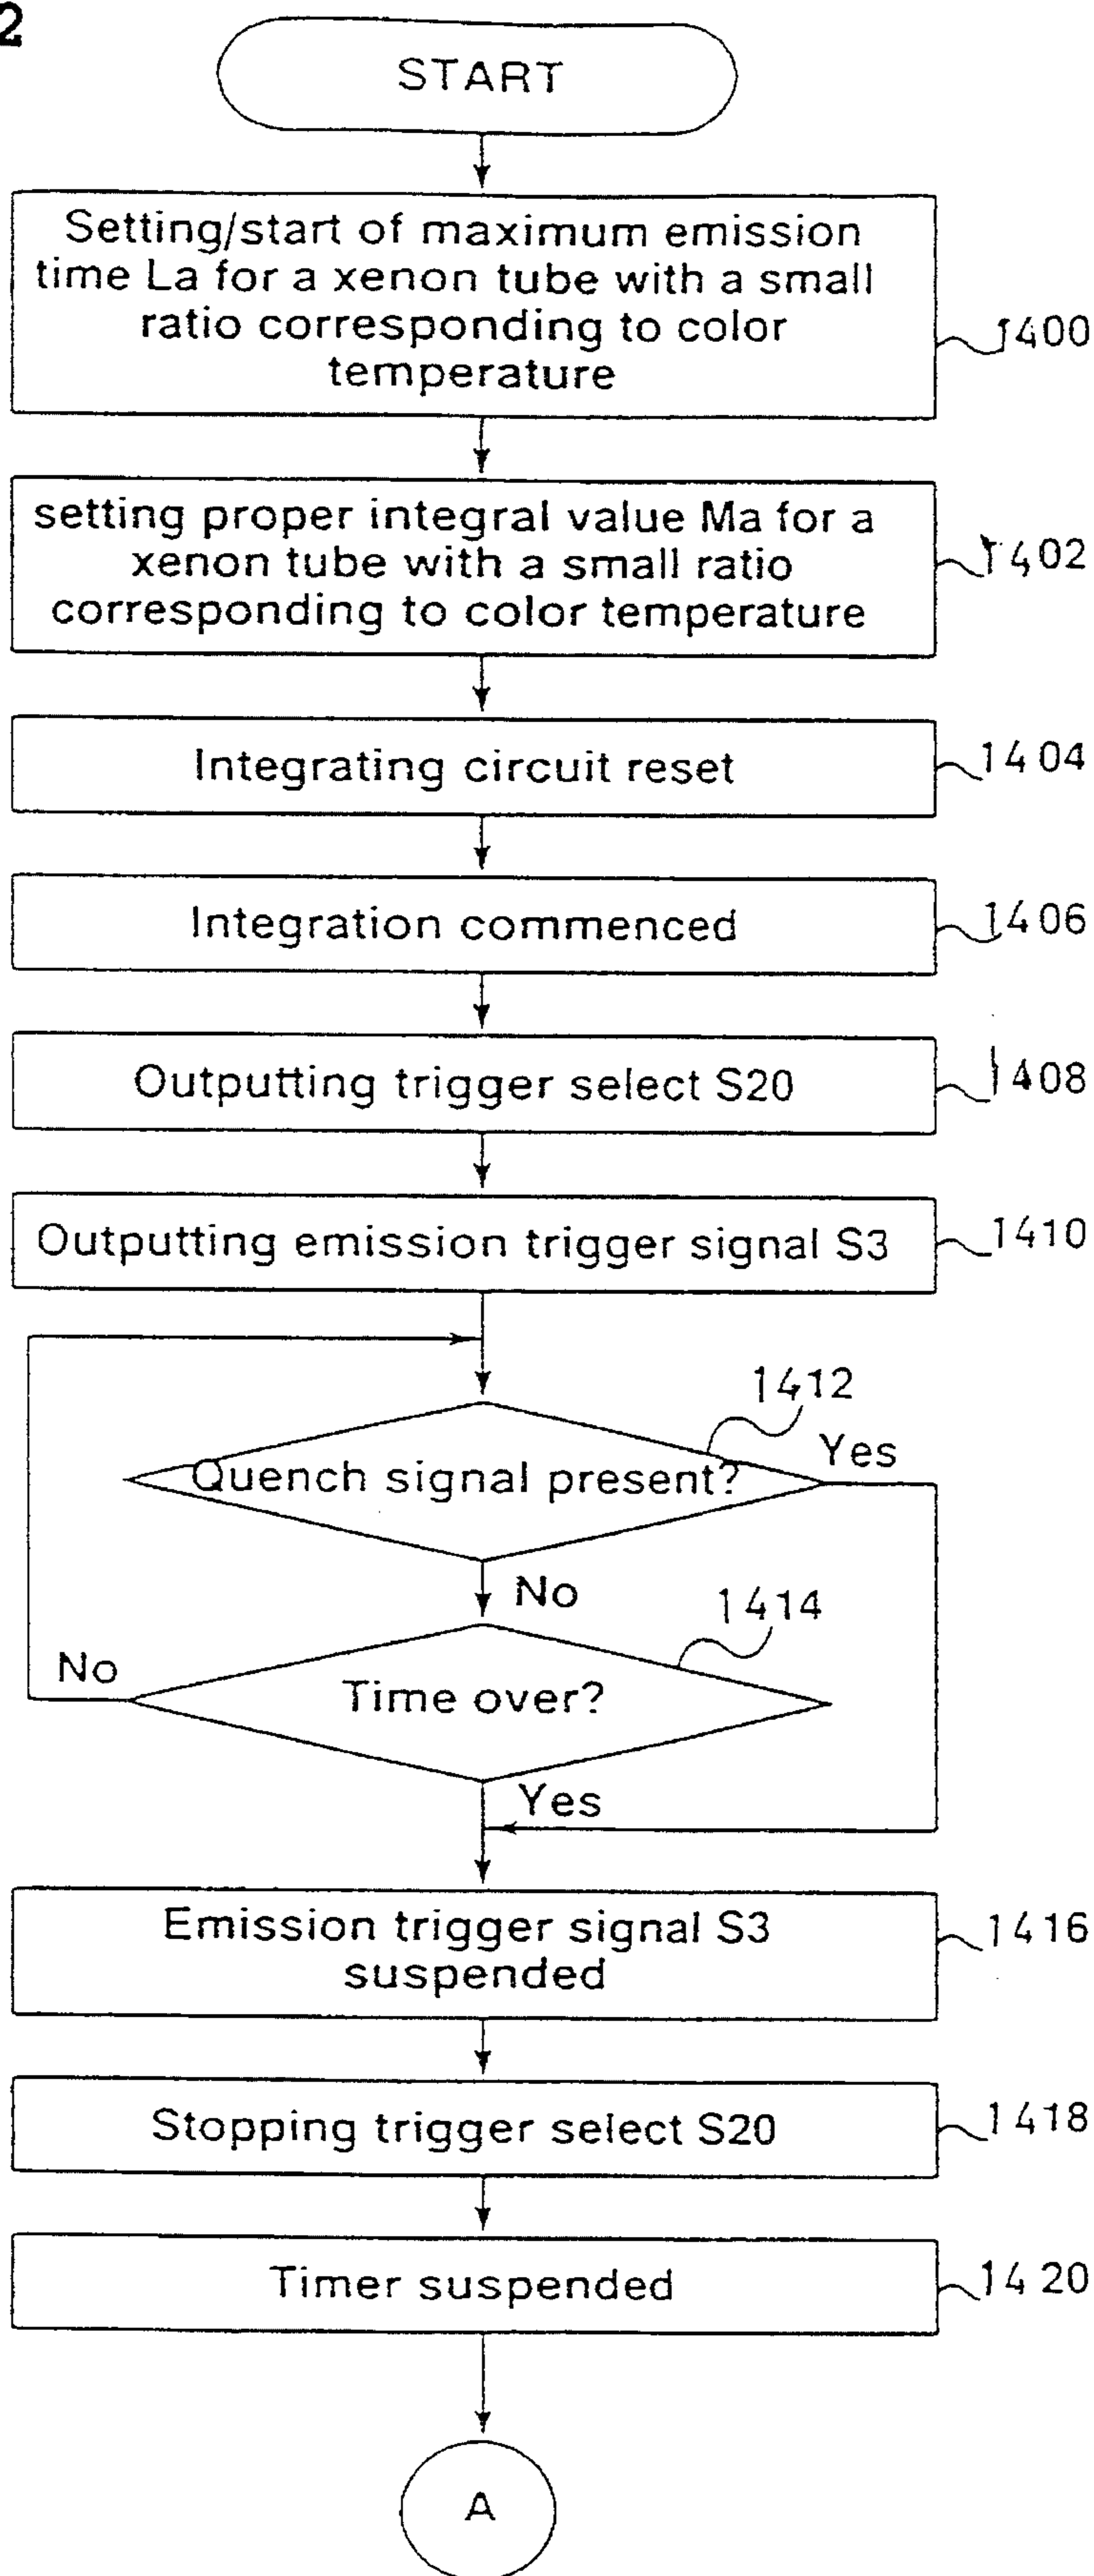 2
START
Setting/start of maximum emission
time La for a xenon tube with a small
ratio corresponding to color
temperature
1400
setting proper integral value Ma for a
xenon tube with a small ratio
corresponding to color temperature
1402
Integrating circuit reset
1404
Integration commenced
1406
Outputting trigger select S20
1408
Outputting emission trigger signal S3
1410
1412
Quench signal present?
Yes
No
1414
No
Time over?
Yes
Emission trigger signal S3
suspended
1416
Stopping trigger select S20
1418
Timer suspended
1420
A